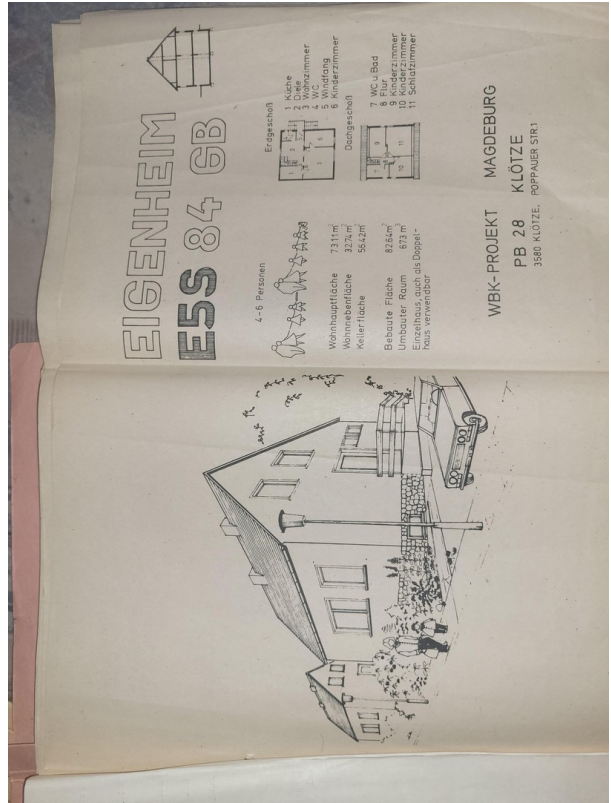 EIGENHEIM
E5S 84 GB
4-6 Personen
Wohnhauptfläche 73.11m²
Wohnnebenfläche 32.74m²
Kellerfläche 56.42m²
Bebaute Fläche 82.64m²
Umbauter Raum 673 m³
Einzelhaus, auch als Doppel-
haus verwendbar
Erdgeschoß
1 Küche
2 Diele
3 Wohnzimmer
4 WC
5 Windfang
6 Kinderzimmer
Dachgeschoß
7 WC u. Bad
8 Flur
9 Kinderzimmer
10 Kinderzimmer
11 Schlafzimmer
WBK-PROJEKT MAGDEBURG
PB 28 KLÖTZE
3580 KLÖTZE, POPPAUER STR.1